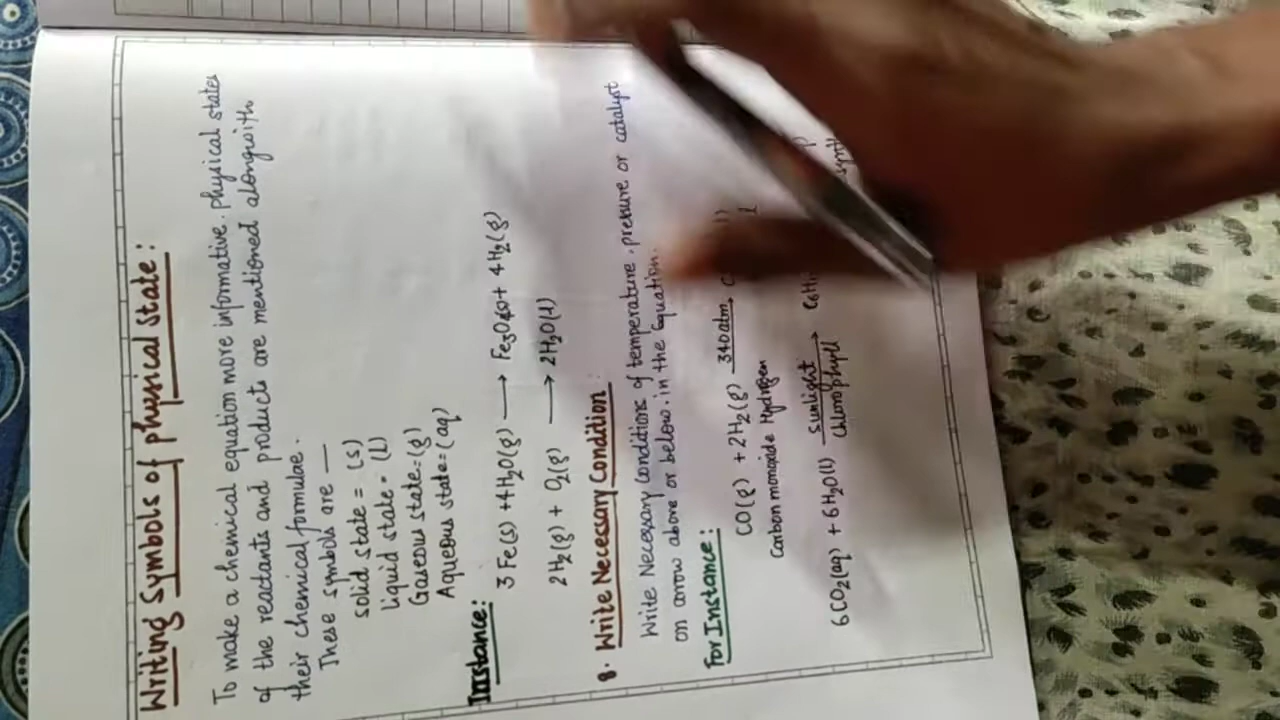 Writing Symbols of physical state:
To make a chemical equation more informative. physical states
of the reactants and product are mentioned alongwith
their chemical formulae.
These symbols are —
solid state = (s)
liquid state = (l)
Gaseous state = (g)
Aqueous state = (aq)
Instance:
3 Fe(s) + 4H2O(g) ⟶ Fe3O4(s) + 4H2(g)
2H2(g) + O2(g) ⟶ 2H2O(l)
8. Write Necessary Condition
Write Necessary Conditions of temperature, pressure or catalyst
on arrow above or below. in the Equation.
For Instance:
CO(g) + 2H2(g) 340 atm
Carbon monoxide Hydrogen
6CO2(aq) + 6H2O(l) Sunlight
Chlorophyll